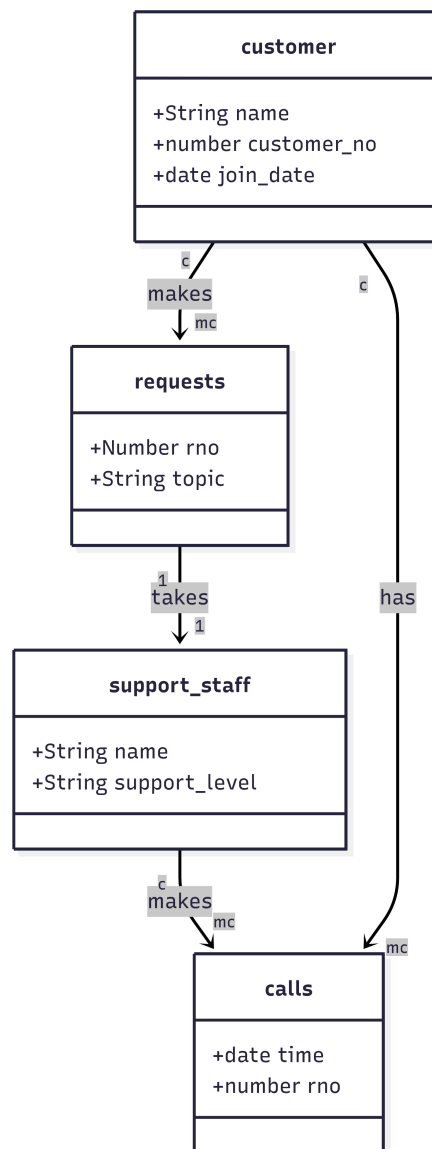 customer
+String name
+number customer_no
+date join_date
c
c
makes
mc
requests
+Number rno
+String topic
1
takes
has
1
support_staff
+String name
+String support_level
c
makes
mc
mc
calls
+date time
+number rno